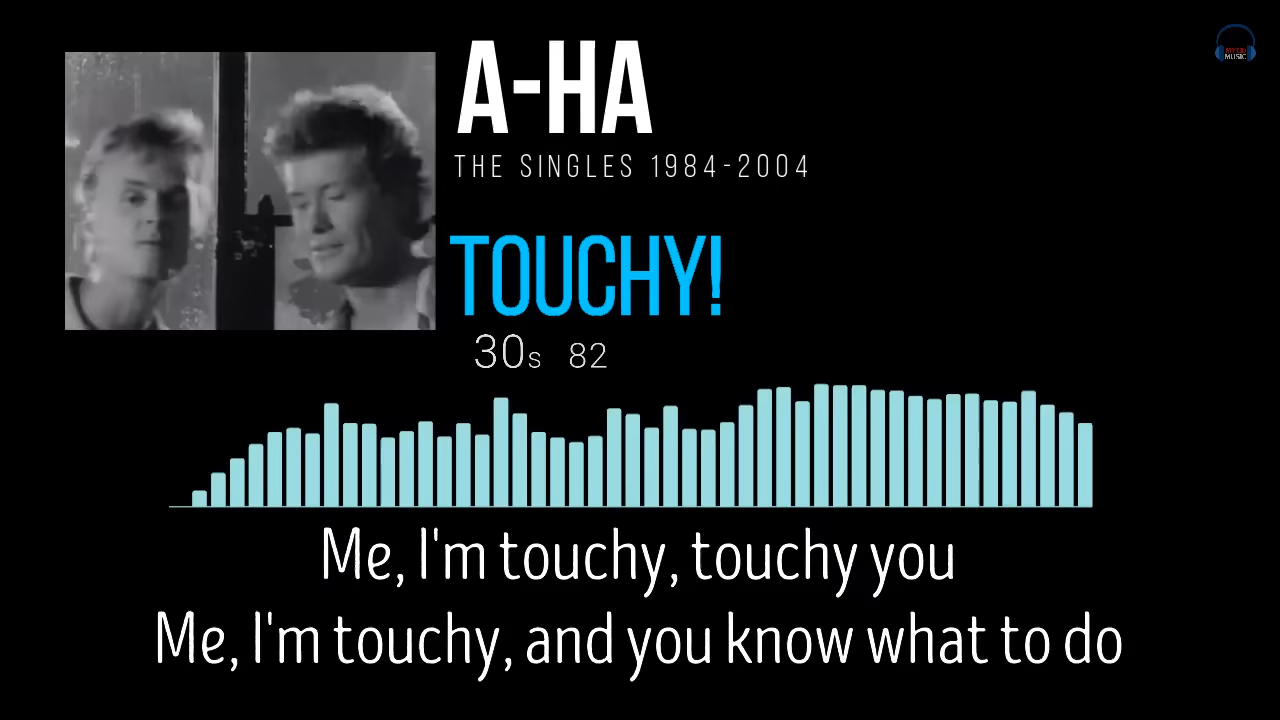 A-HA
THE SINGLES 1984-2004
MUSIC
TOUCHY!
30s 82
Me, I'm touchy, touchy you
Me, I'm touchy, and you know what to do